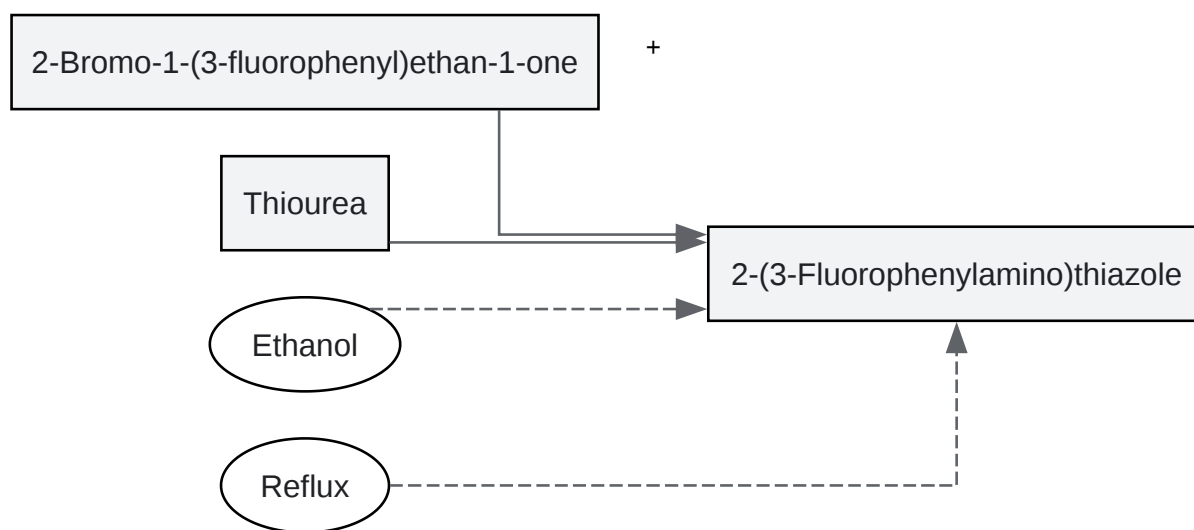 2-Bromo-1-(3-fluorophenyl)ethan-1-one
+
Thiourea
2-(3-Fluorophenylamino)thiazole
Ethanol
Reflux